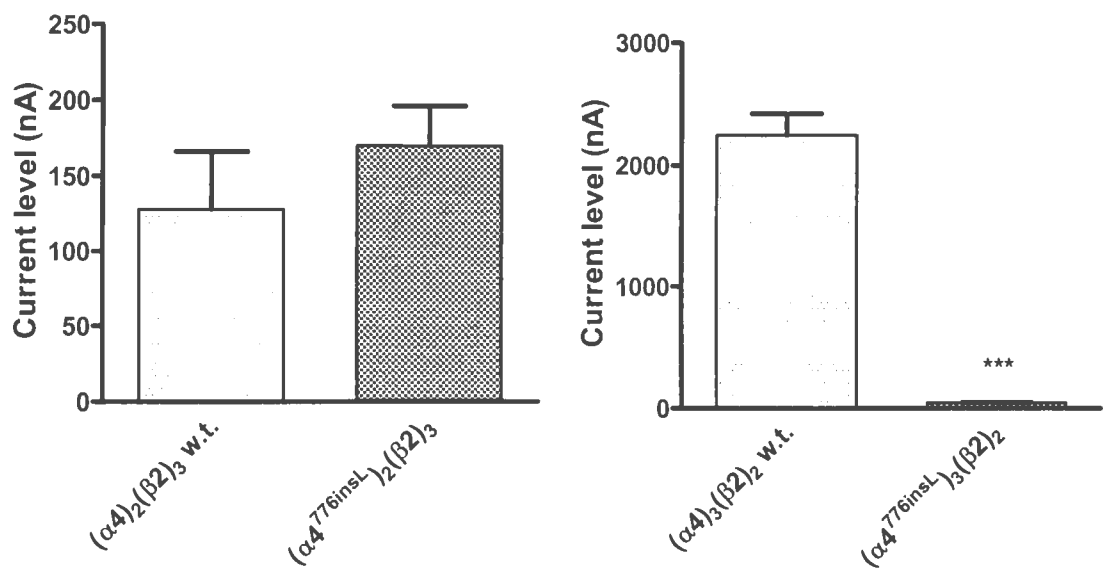 250
200
150
100
50
0
Current level (nA)
(α4)₂(β2)₃ w.t.
(α4⁷⁷⁶ⁱⁿˢᴸ)₂(β2)₃
3000
2000
1000
0
Current level (nA)
***
(α4)₃(β2)₂ w.t.
(α4⁷⁷⁶ⁱⁿˢᴸ)₃(β2)₂